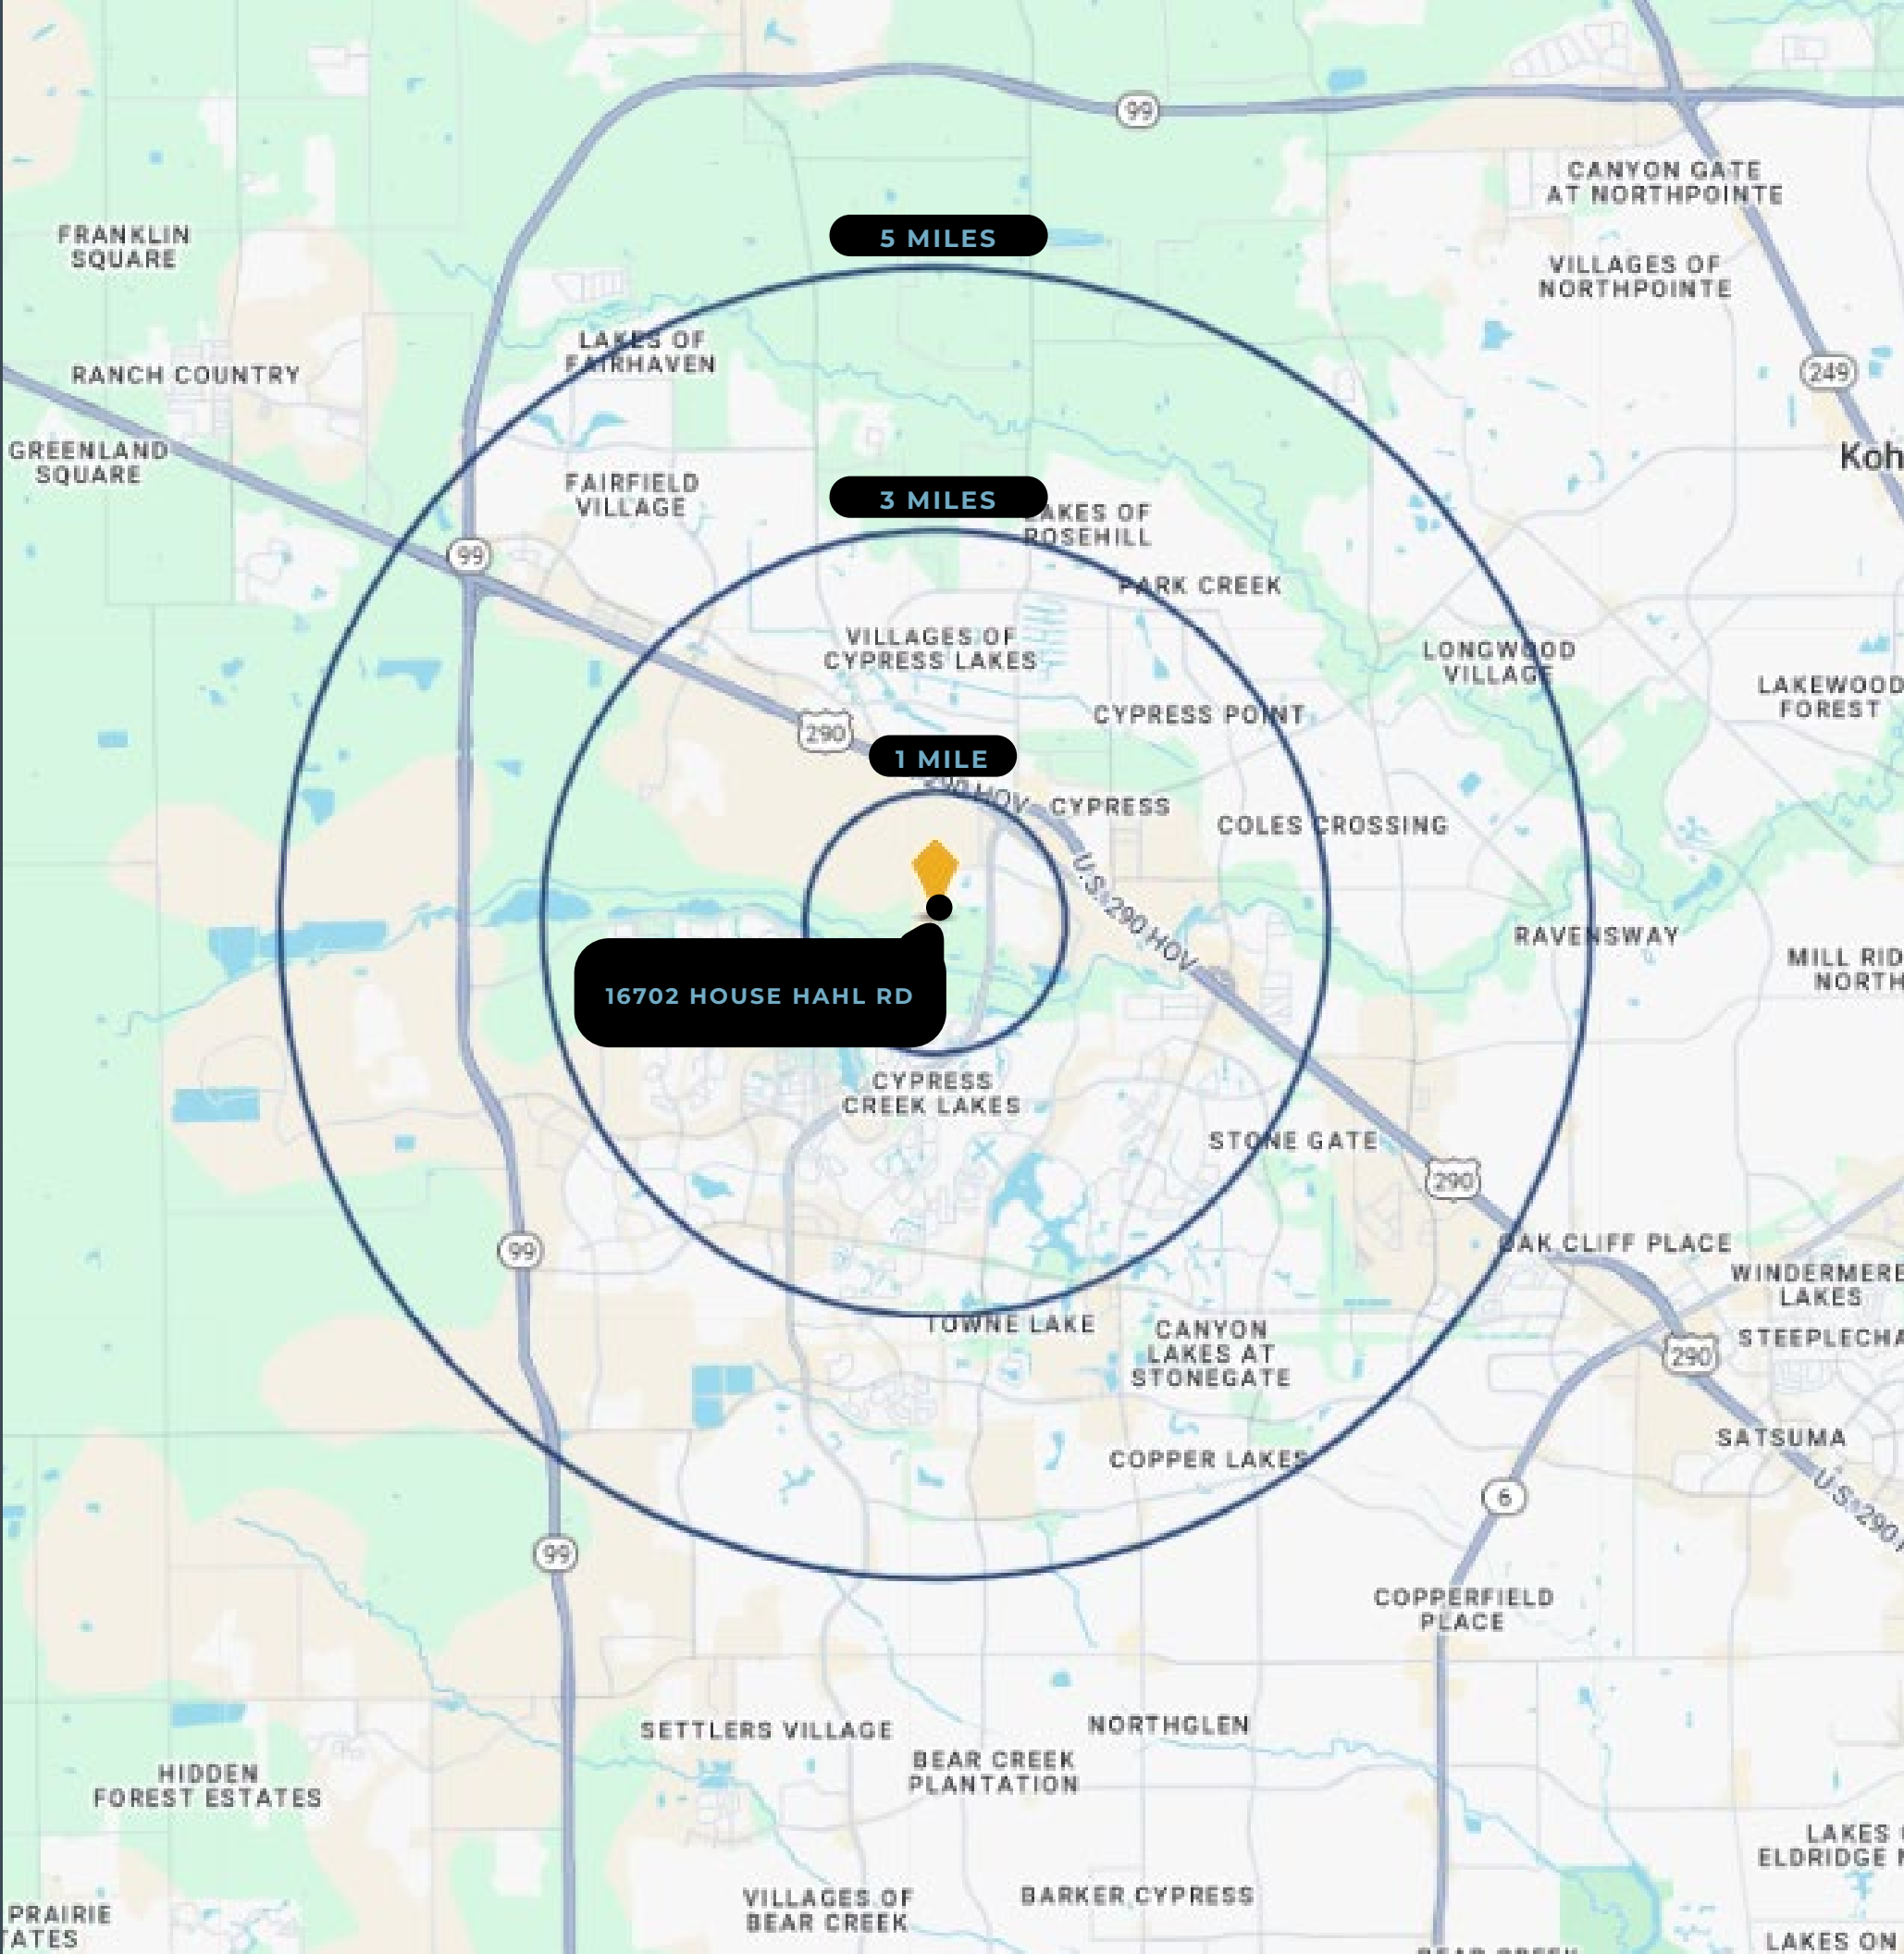 99
CANYON GATE
AT NORTHPOINTE
FRANKLIN
SQUARE
5 MILES
VILLAGES OF
NORTHPOINTE
LAKES OF
FAIRHAVEN
RANCH COUNTRY
249
GREENLAND
SQUARE
Koh
FAIRFIELD
VILLAGE
3 MILES
LAKES OF
ROSEHILL
99
PARK CREEK
VILLAGES OF
CYPRESS LAKES
LONGWOOD
VILLAGE
LAKEWOOD
FOREST
CYPRESS POINT
290
1 MILE
290 HOV
CYPRESS
COLES CROSSING
U.S. 290 HOV
RAVENSWAY
MILL RID
NORTH
16702 HOUSE HAHL RD
CYPRESS
CREEK LAKES
STONE GATE
290
99
OAK CLIFF PLACE
WINDERMERE
LAKES
TOWNE LAKE
CANYON
LAKES AT
STONEGATE
STEEPLECHA
290
SATSUMA
COPPER LAKES
6
U.S. 290
99
COPPERFIELD
PLACE
SETTLERS VILLAGE
NORTHGLEN
BEAR CREEK
PLANTATION
HIDDEN
FOREST ESTATES
LAKES
ELDRIDGE
VILLAGES OF
BEAR CREEK
BARKER CYPRESS
PRAIRIE
TATES
LAKES ON
BEAR CREEK